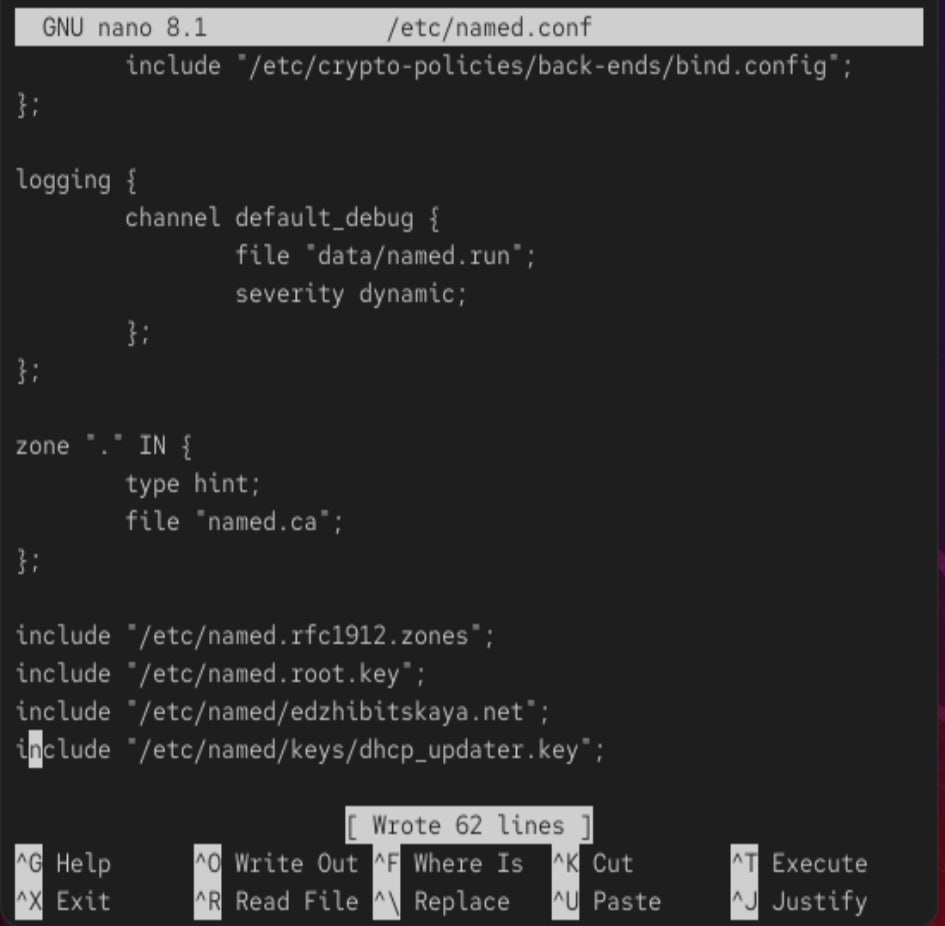 GNU nano 8.1 /etc/named.conf
include "/etc/crypto-policies/back-ends/bind.config";
};
logging {
channel default_debug {
file "data/named.run";
severity dynamic;
};
};
zone "." IN {
type hint;
file "named.ca";
};
include "/etc/named.rfc1912.zones";
include "/etc/named.root.key";
include "/etc/named/edzhibitskaya.net";
include "/etc/named/keys/dhcp_updater.key";
[ Wrote 62 lines ]
^G Help ^O Write Out ^F Where Is ^K Cut ^T Execute
^X Exit ^R Read File ^\ Replace ^U Paste ^J Justify